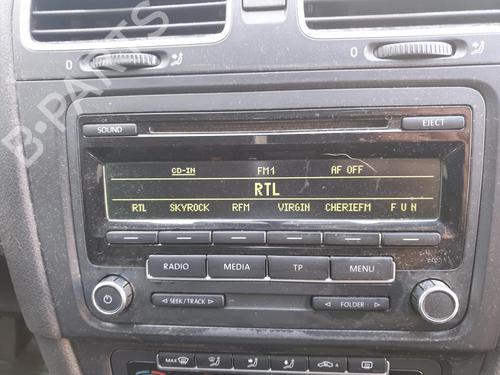 B-PARTS
SOUND EJECT
CD-IN FM1 AF OFF
RTL
RTL SKYROCK RFM VIRGIN CHERIEFM F U N
RADIO MEDIA TP MENU
SEEK / TRACK FOLDER
MAX A